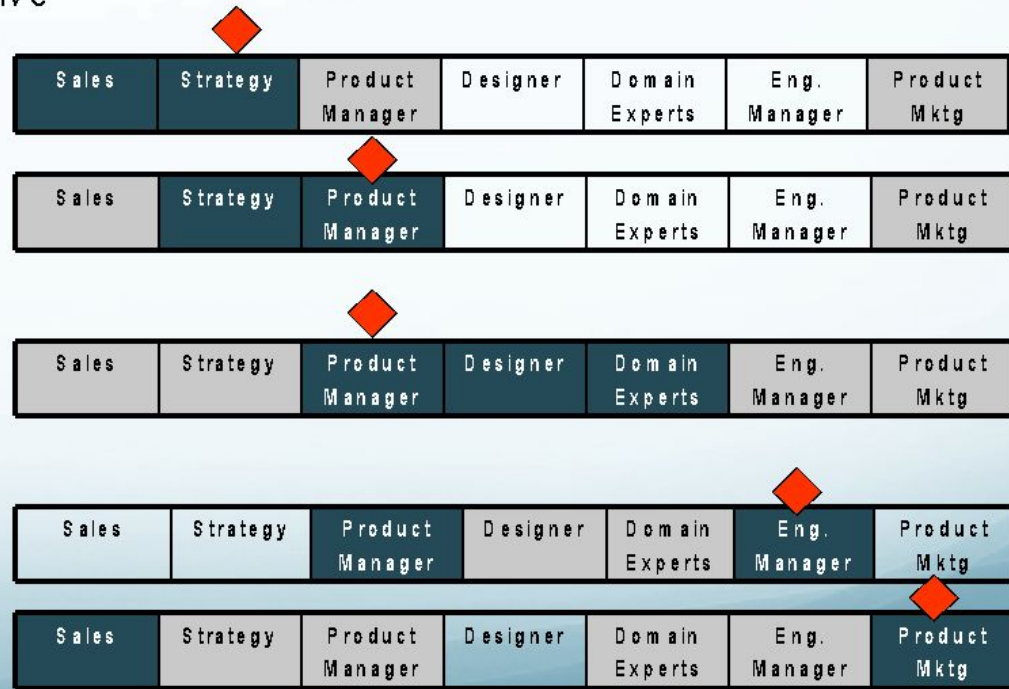 Sales Strategy Product Designer Domain Eng. Product
Manager Experts Manager Mktg
Sales Strategy Product Designer Domain Eng. Product
Manager Experts Manager Mktg
Sales Strategy Product Designer Domain Eng. Product
Manager Experts Manager Mktg
Sales Strategy Product Designer Domain Eng. Product
Manager Experts Manager Mktg
Sales Strategy Product Designer Domain Eng. Product
Manager Experts Manager Mktg